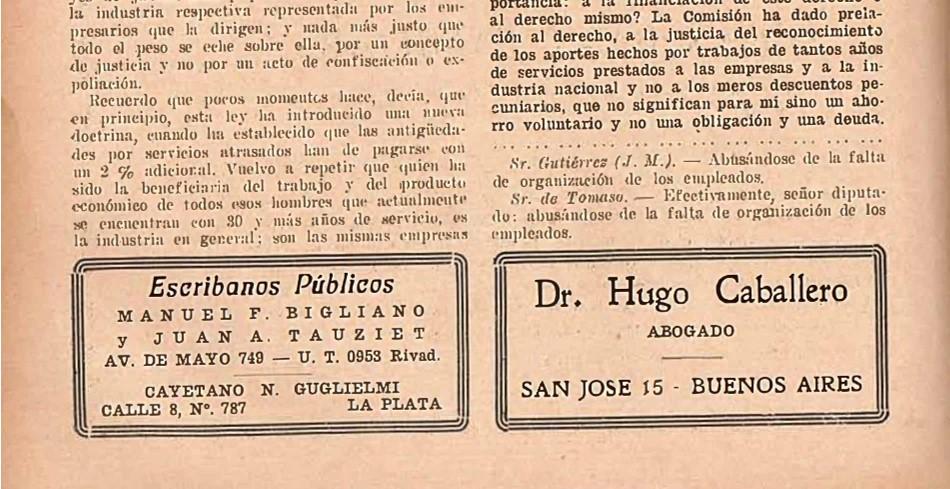 la industria respectiva representada por los em-
presarios que la dirigen; y nada más justo que
todo el peso se eche sobre ella, por un concepto
de justicia y no por un acto de confiscación o ex-
poliación.
Recuerdo que pocos momentos hace, decía, que
en principio, esta ley ha introducido una nueva
doctrina, cuando ha establecido que las antigüeda-
des por servicios atrasados han de pagarse con
un 2 % adicional. Vuelvo a repetir que quien ha
sido la beneficiaria del trabajo y del producto
económico de todos esos hombres que actualmente
se encuentran con 30 y más años de servicio, es
la industria en general; son las mismas empresas
portancia: a la financiación de este derecho o
al derecho mismo? La Comisión ha dado prela-
ción al derecho, a la justicia del reconocimiento
de los aportes hechos por trabajos de tantos años
de servicios prestados a las empresas y a la in-
dustria nacional y no a los meros descuentos pe-
cuniarios, que no significan para mí sino un aho-
rro voluntario y no una obligación y una deuda.
. . . . . . . . . . . . . . . . . . . . . . . . . . . . . .
Sr. Gutiérrez (J. M.). — Abusándose de la falta
de organización de los empleados.
Sr. de Tomaso. — Efectivamente, señor diputa-
do: abusándose de la falta de organización de los
empleados.
Escribanos Públicos
MANUEL F. BIGLIANO
y JUAN A. TAUZIET
AV. DE MAYO 749 — U. T. 0953 Rivad.
CAYETANO N. GUGLIELMI
CALLE 8, Nº. 787 LA PLATA
Dr. Hugo Caballero
ABOGADO
SAN JOSE 15 - BUENOS AIRES